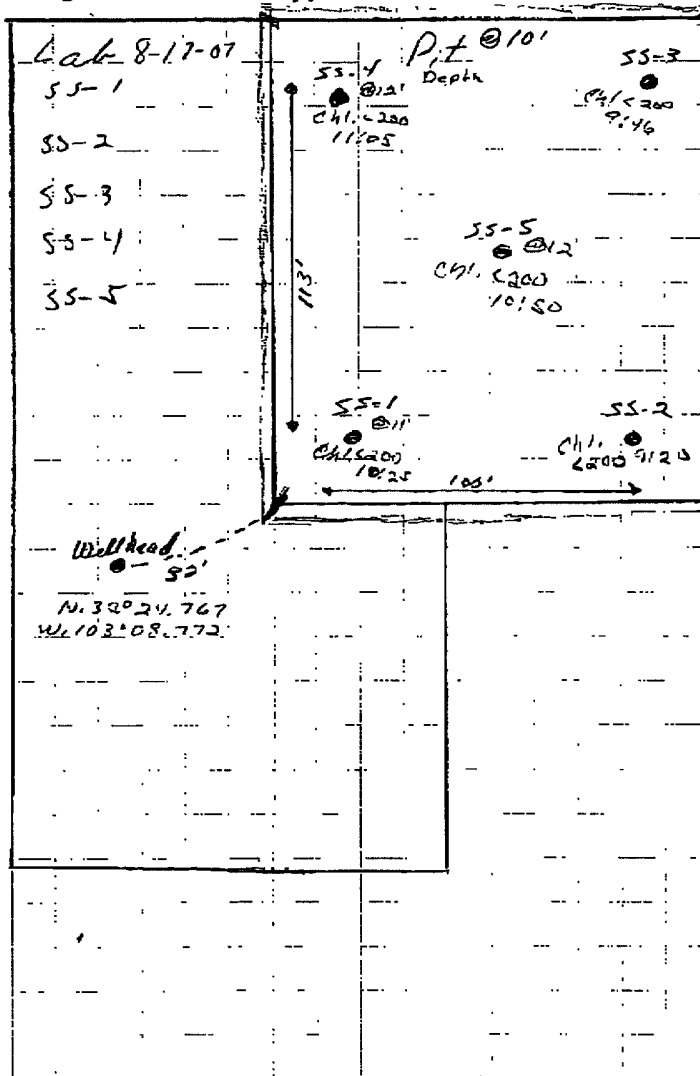 Lab 8-17-07
SS-1
SS-2
SS-3
SS-4
SS-5
Pit @ 10'
Depth
SS-4
@12'
Chl. <200
11:05
SS-3
Chl <200
9:46
SS-5
@12
Chl. <200
10:50
113'
SS-1
@11'
Chl <200
10:25
SS-2
Chl.
<200 9:20
Wellhead
N. 32° 24.767
W. 103° 08.772